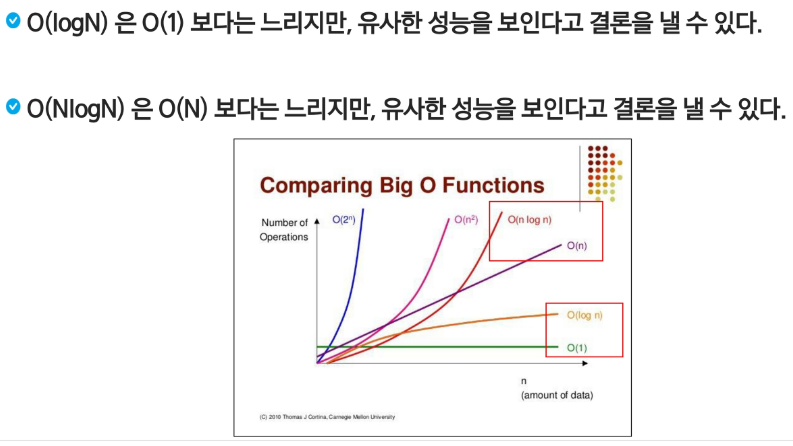 O(logN) 은 O(1) 보다는 느리지만, 유사한 성능을 보인다고 결론을 낼 수 있다.
O(NlogN) 은 O(N) 보다는 느리지만, 유사한 성능을 보인다고 결론을 낼 수 있다.
Comparing Big O Functions
Number of
Operations
O(2ⁿ)
O(n²)
O(n log n)
O(n)
O(log n)
O(1)
n
(amount of data)
(C) 2010 Thomas J Cortina, Carnegie Mellon University